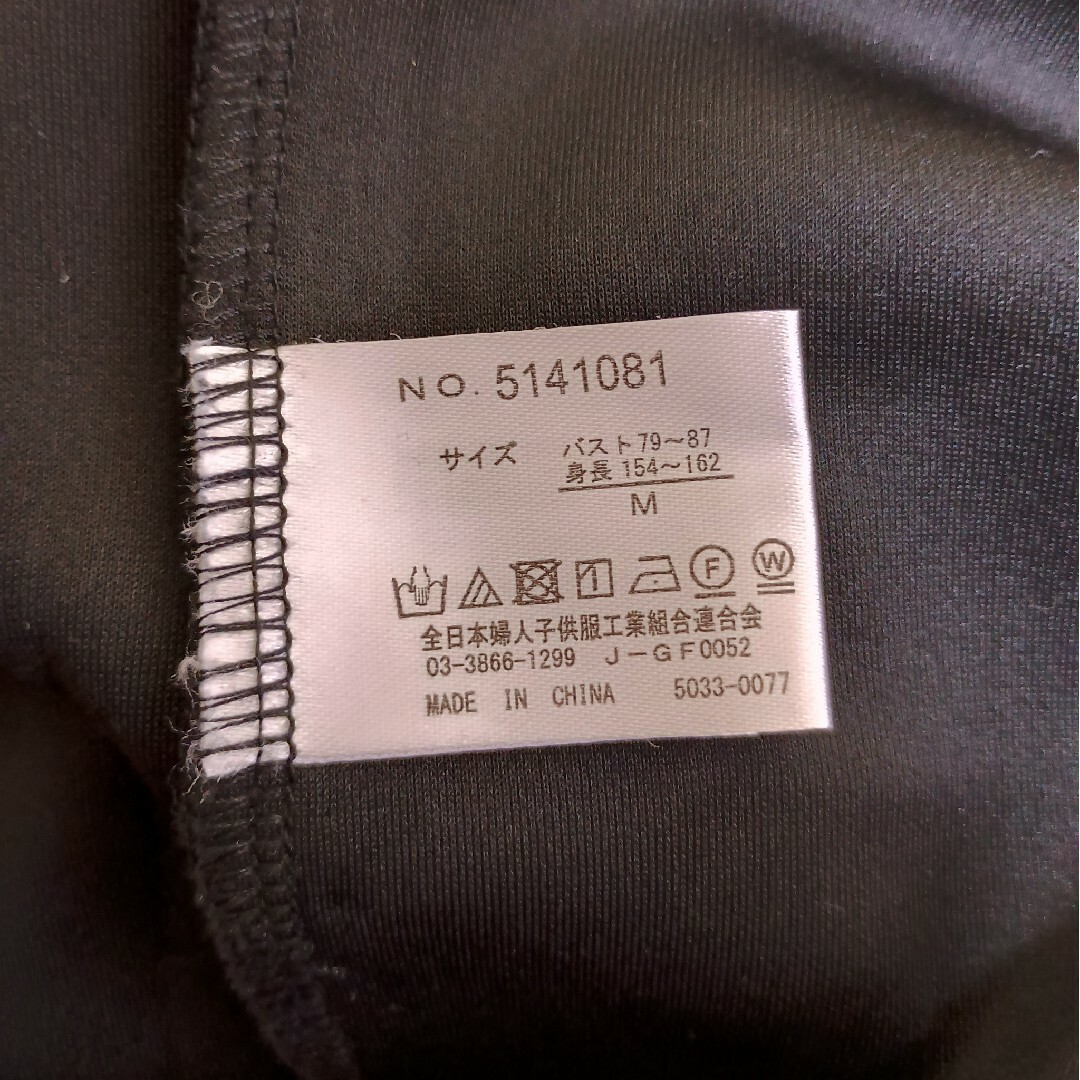 NO. 5141081
サイズ バスト79～87
身長 154～162
M
F W
全日本婦人子供服工業組合連合会
03-3866-1299 J-GF0052
MADE IN CHINA 5033-0077